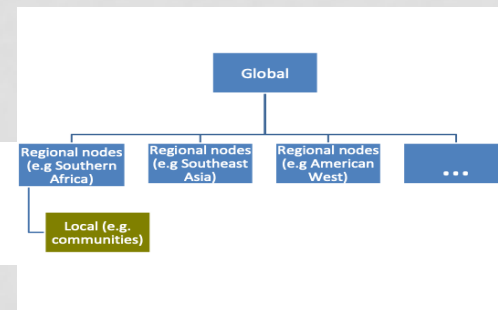 Global
Regional nodes
(e.g Southern
Africa)
Regional nodes
(e.g Southeast
Asia)
Regional nodes
(e.g American
West)
...
Local (e.g.
communities)